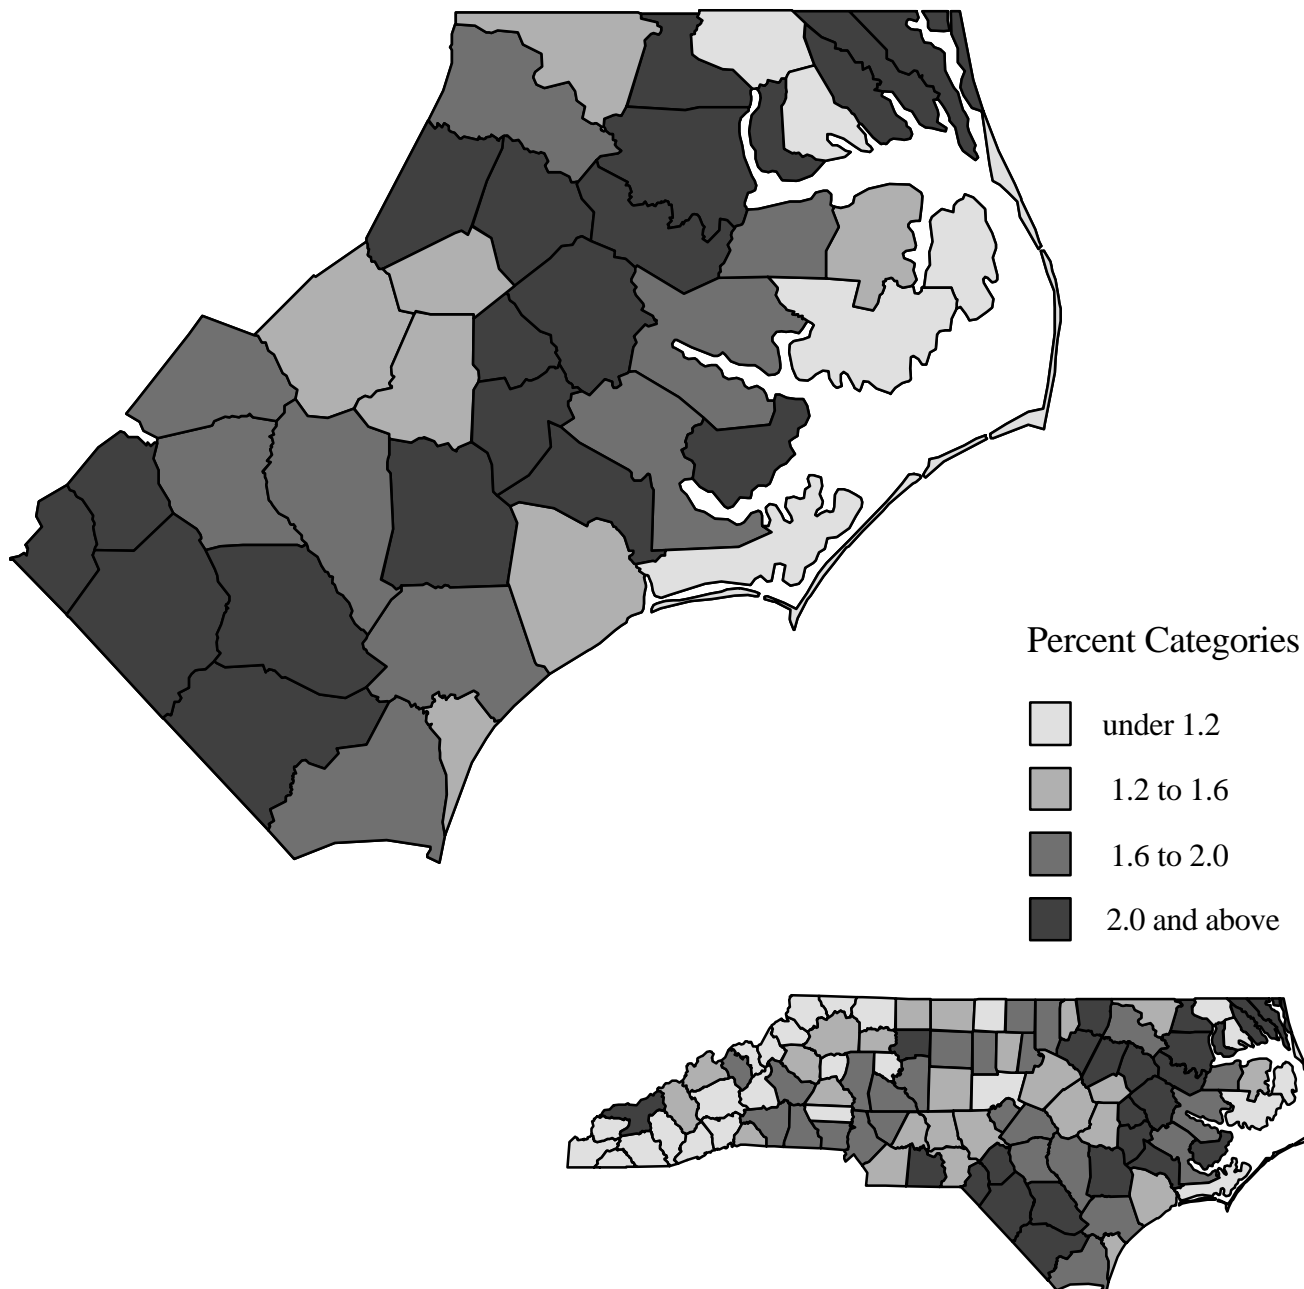 Percent Categories
under 1.2
1.2 to 1.6
1.6 to 2.0
2.0 and above